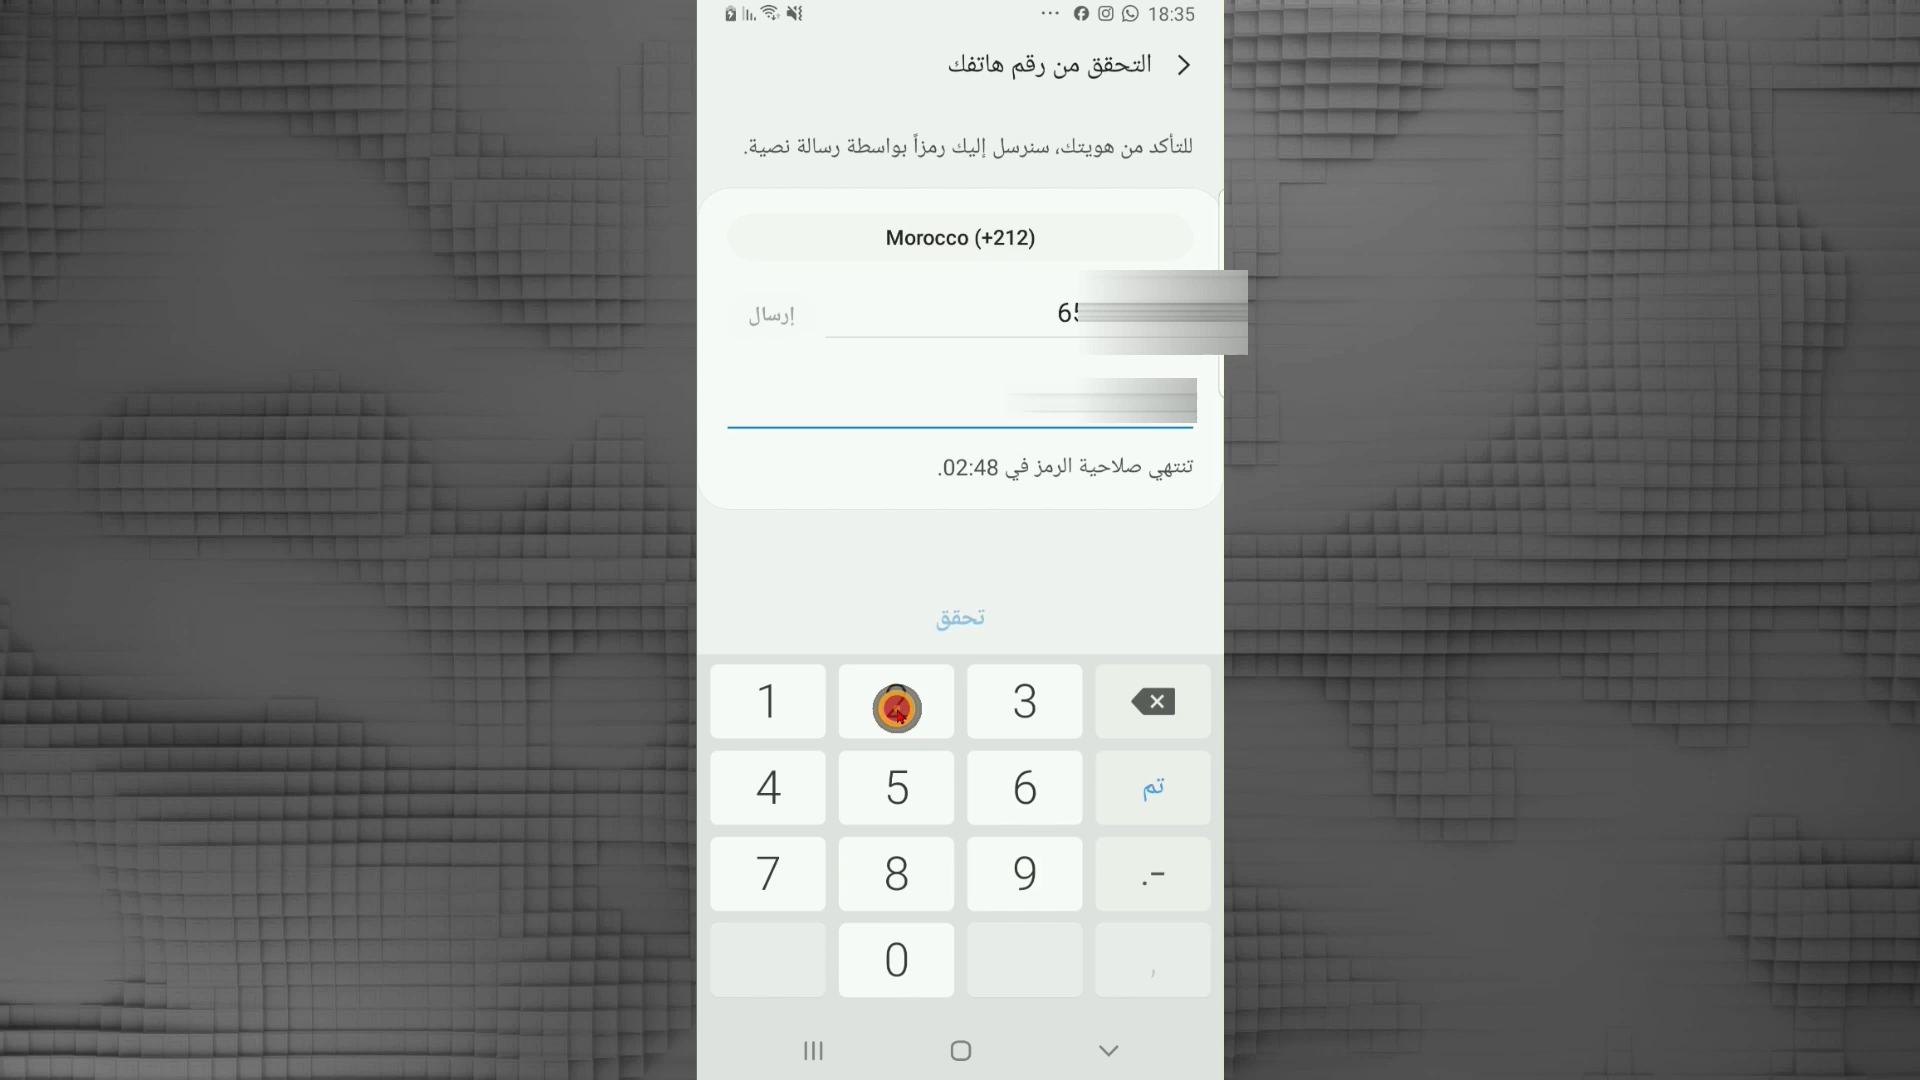 18:35
التحقق من رقم هاتفك
للتأكد من هويتك، سنرسل إليك رمزاً بواسطة رسالة نصية.
Morocco (+212)
65
إرسال
تنتهي صلاحية الرمز في 02:48.
تحقق
1 3
4 5 6 تم
7 8 9 .-
0 ,